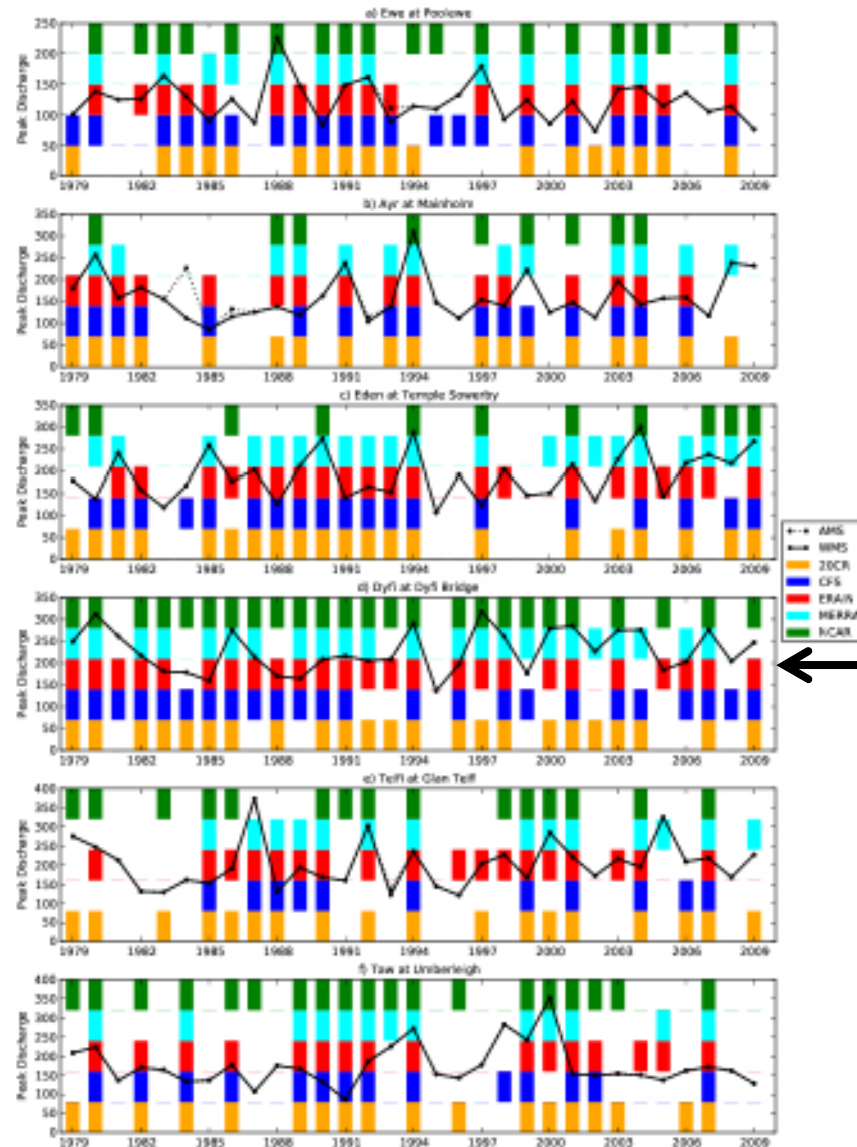 a) Ewe at Poolewe
Peak Discharge
250
200
150
100
50
0
1979 1982 1985 1988 1991 1994 1997 2000 2003 2006 2009
b) Ayr at Mainholm
Peak Discharge
350
300
250
200
150
100
50
0
1979 1982 1985 1988 1991 1994 1997 2000 2003 2006 2009
c) Eden at Temple Sowerby
Peak Discharge
350
300
250
200
150
100
50
0
1979 1982 1985 1988 1991 1994 1997 2000 2003 2006 2009
AMS
WMS
20CR
CFS
ERAIN
MERRA
NCAR
d) Dyfi at Dyfi Bridge
Peak Discharge
350
300
250
200
150
100
50
0
1979 1982 1985 1988 1991 1994 1997 2000 2003 2006 2009
e) Teifi at Glan Teifi
Peak Discharge
400
350
300
250
200
150
100
50
0
1979 1982 1985 1988 1991 1994 1997 2000 2003 2006 2009
f) Taw at Umberleigh
Peak Discharge
400
350
300
250
200
150
100
50
0
1979 1982 1985 1988 1991 1994 1997 2000 2003 2006 2009